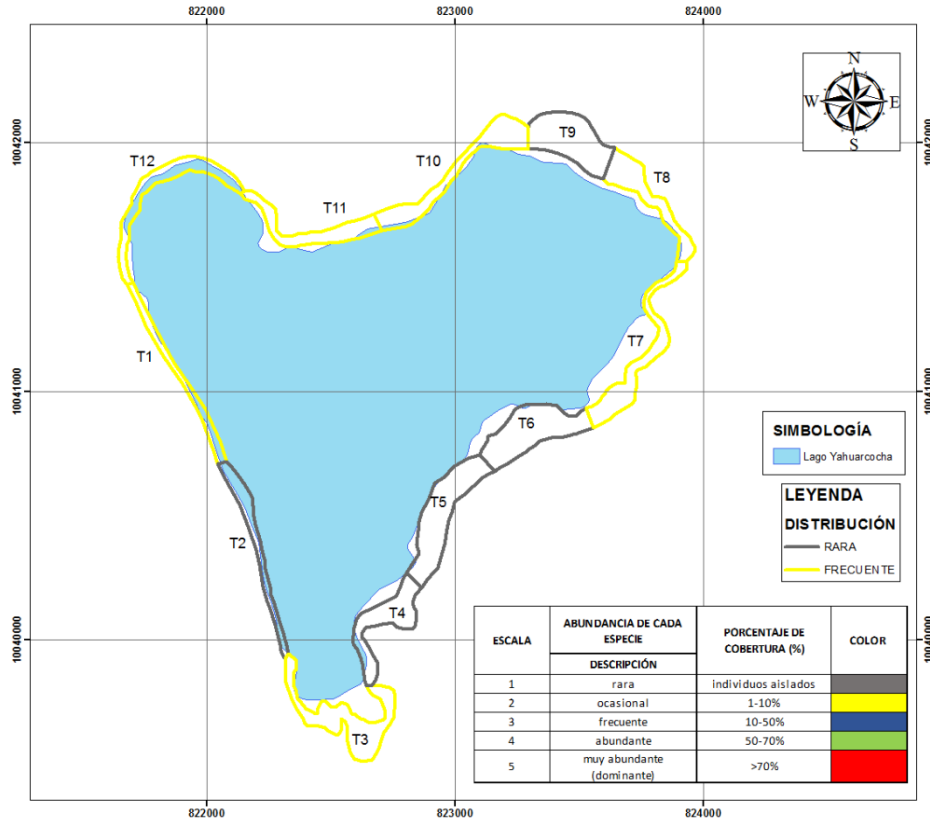 822000 823000 824000
N
W E
S
10042000 10042000
T9
T12
T10
T8
T11
T7
T1
10041000 10041000
T6
SIMBOLOGÍA
Lago Yahuarcocha
LEYENDA
DISTRIBUCIÓN
RARA
FRECUENTE
T5
T2
T4
10040000 10040000
T3
ESCALA ABUNDANCIA DE CADA ESPECIE PORCENTAJE DE COBERTURA (%) COLOR
DESCRIPCIÓN
1 rara individuos aislados
2 ocasional 1-10%
3 frecuente 10-50%
4 abundante 50-70%
5 muy abundante (dominante) >70%
822000 823000 824000